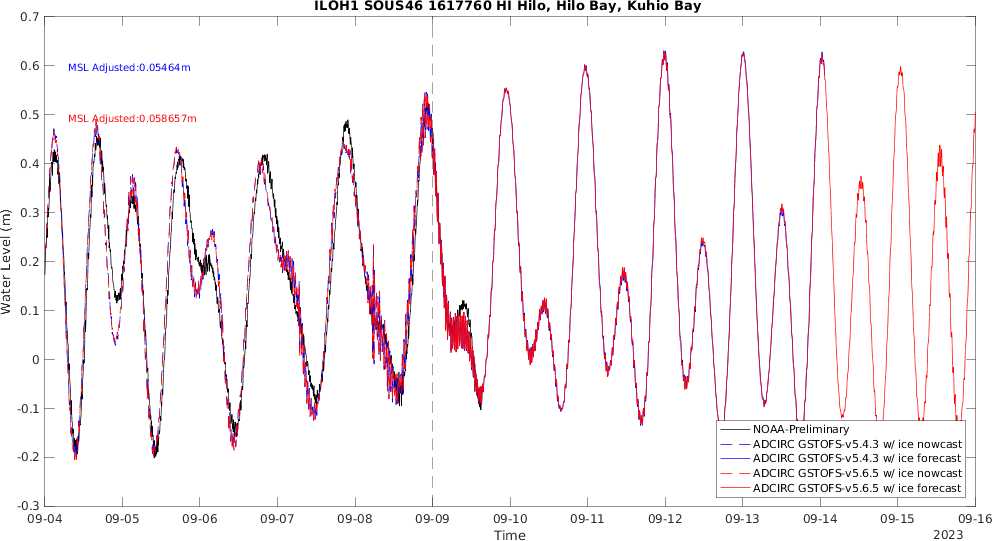 ILOH1 SOUS46 1617760 HI Hilo, Hilo Bay, Kuhio Bay
0.7
0.6
0.5
0.4
0.3
0.2
0.1
0
-0.1
-0.2
-0.3
Water Level (m)
MSL Adjusted:0.05464m
MSL Adjusted:0.058657m
NOAA-Preliminary
ADCIRC GSTOFS-v5.4.3 w/ ice nowcast
ADCIRC GSTOFS-v5.4.3 w/ ice forecast
ADCIRC GSTOFS-v5.6.5 w/ ice nowcast
ADCIRC GSTOFS-v5.6.5 w/ ice forecast
09-04 09-05 09-06 09-07 09-08 09-09 09-10 09-11 09-12 09-13 09-14 09-15 09-16
Time
2023